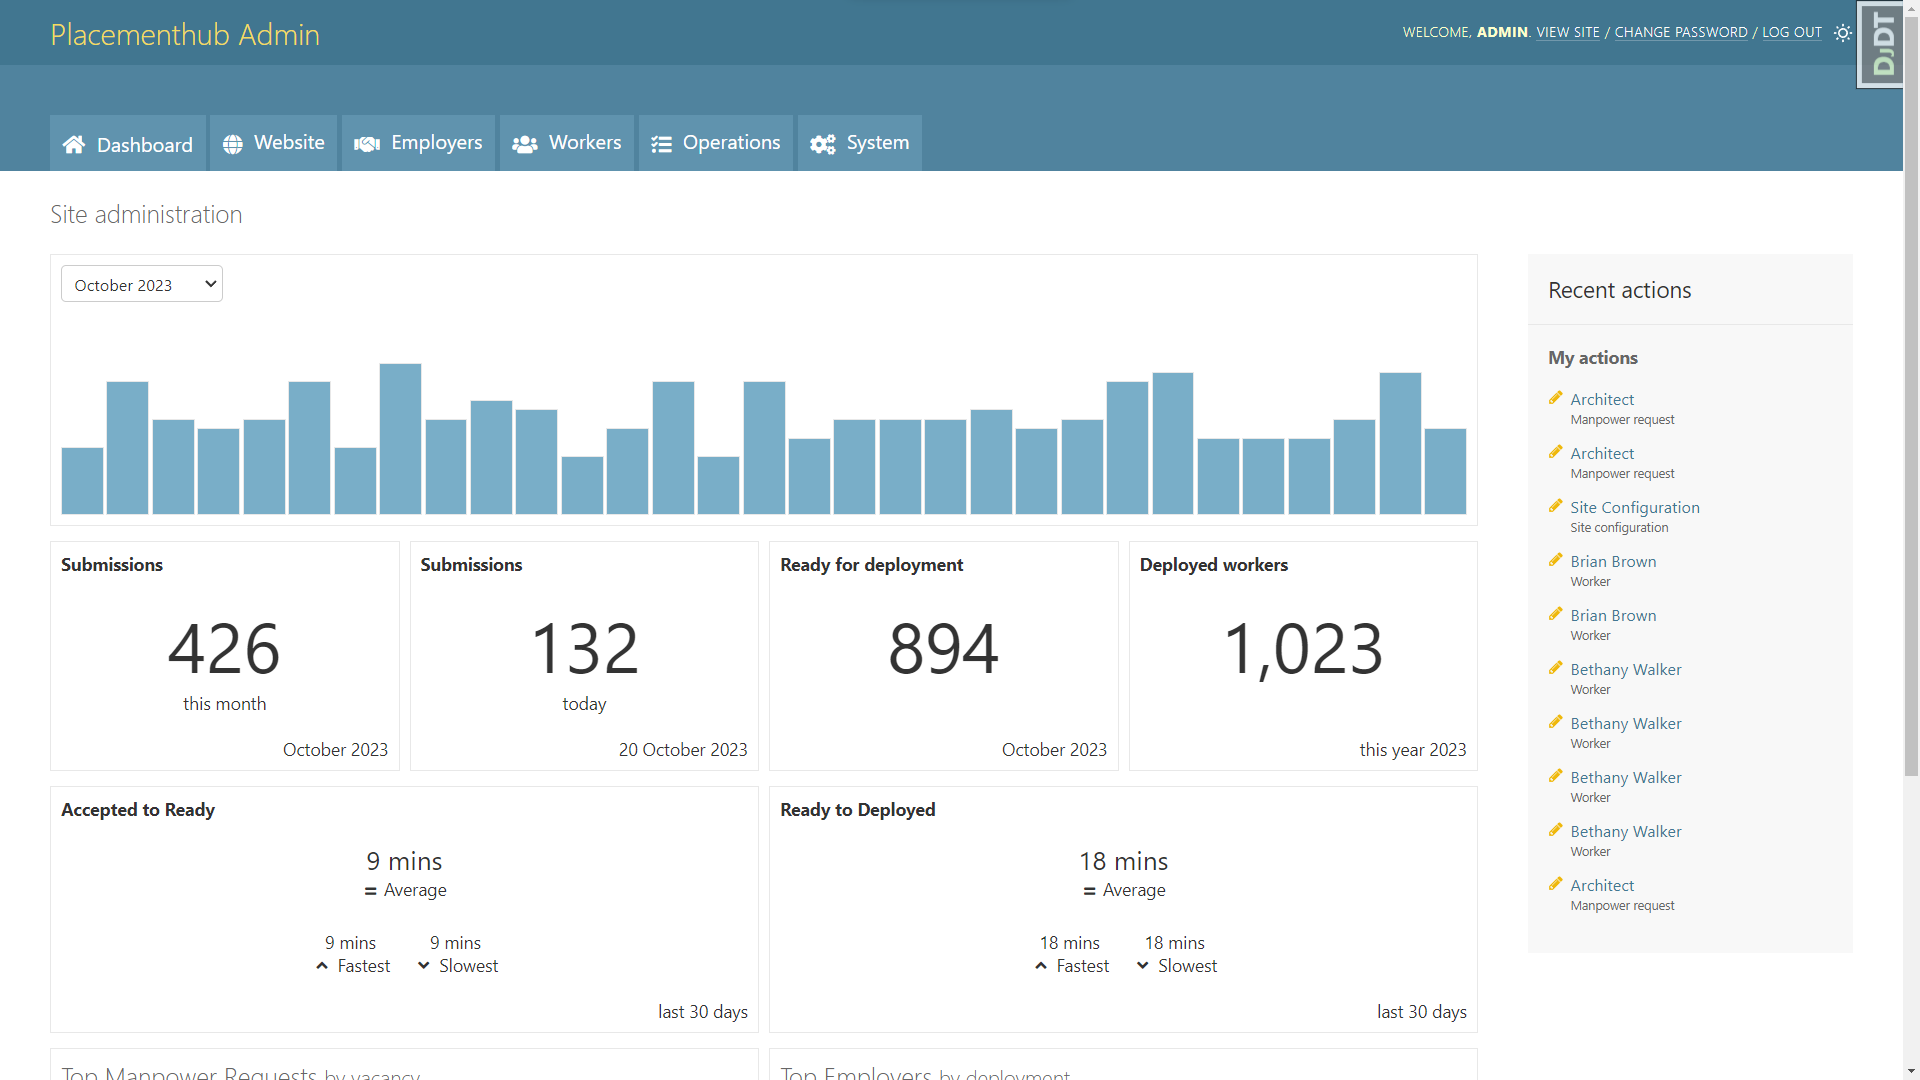 Placementhub Admin
WELCOME, ADMIN. VIEW SITE / CHANGE PASSWORD / LOG OUT
DJDT
Dashboard
Website
Employers
Workers
Operations
System
Site administration
October 2023
Submissions
426
this month
October 2023
Submissions
132
today
20 October 2023
Ready for deployment
894
October 2023
Deployed workers
1,023
this year 2023
Accepted to Ready
9 mins
= Average
9 mins
Fastest
9 mins
Slowest
last 30 days
Ready to Deployed
18 mins
= Average
18 mins
Fastest
18 mins
Slowest
last 30 days
Top Manpower Requests by vacancy
Top Employers by deployment
Recent actions
My actions
Architect
Manpower request
Architect
Manpower request
Site Configuration
Site configuration
Brian Brown
Worker
Brian Brown
Worker
Bethany Walker
Worker
Bethany Walker
Worker
Bethany Walker
Worker
Bethany Walker
Worker
Architect
Manpower request